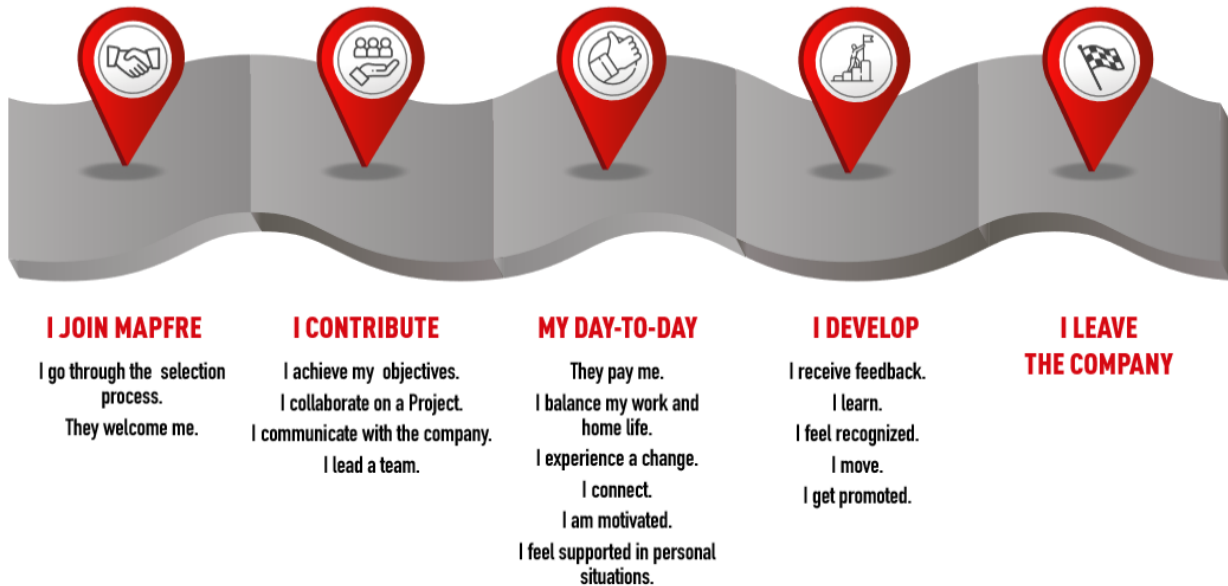 I JOIN MAPFRE
I go through the selection
process.
They welcome me.
I CONTRIBUTE
I achieve my objectives.
I collaborate on a Project.
I communicate with the company.
I lead a team.
MY DAY-TO-DAY
They pay me.
I balance my work and
home life.
I experience a change.
I connect.
I am motivated.
I feel supported in personal
situations.
I DEVELOP
I receive feedback.
I learn.
I feel recognized.
I move.
I get promoted.
I LEAVE
THE COMPANY